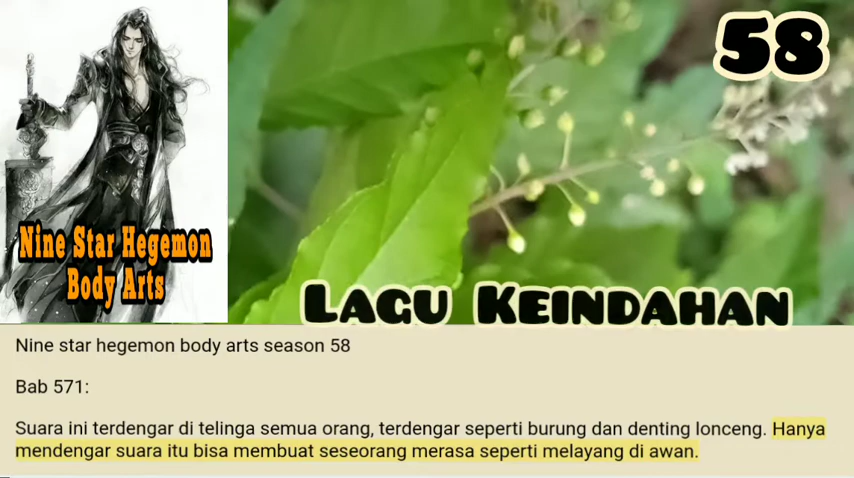 58
Nine Star Hegemon
Body Arts
LAGU KEINDAHAN
Nine star hegemon body arts season 58
Bab 571:
Suara ini terdengar di telinga semua orang, terdengar seperti burung dan denting lonceng. Hanya
mendengar suara itu bisa membuat seseorang merasa seperti melayang di awan.